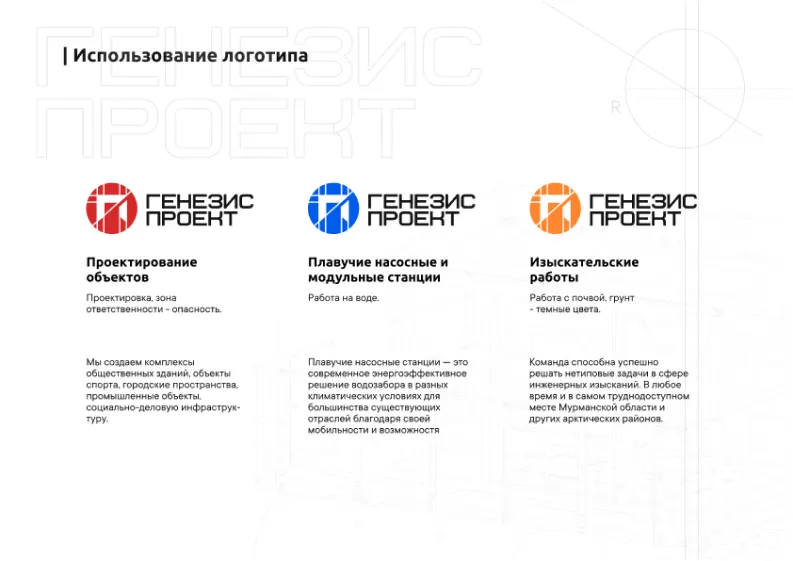 ГЕНЕЗИС
ПРОЕКТ
| Использование логотипа
R
ГЕНЕЗИС
ПРОЕКТ
Проектирование
объектов
Проектировка, зона
ответственности - опасность.
Мы создаем комплексы
общественных зданий, объекты
спорта, городские пространства,
промышленные объекты,
социально-деловую инфраструк-
туру.
ГЕНЕЗИС
ПРОЕКТ
Плавучие насосные и
модульные станции
Работа на воде.
Плавучие насосные станции — это
современное энергоэффективное
решение водозабора в разных
климатических условиях для
большинства существующих
отраслей благодаря своей
мобильности и возможностя
ГЕНЕЗИС
ПРОЕКТ
Изыскательские
работы
Работа с почвой, грунт
- темные цвета.
Команда способна успешно
решать нетиповые задачи в сфере
инженерных изысканий. В любое
время и в самом труднодоступном
месте Мурманской области и
других арктических районов.